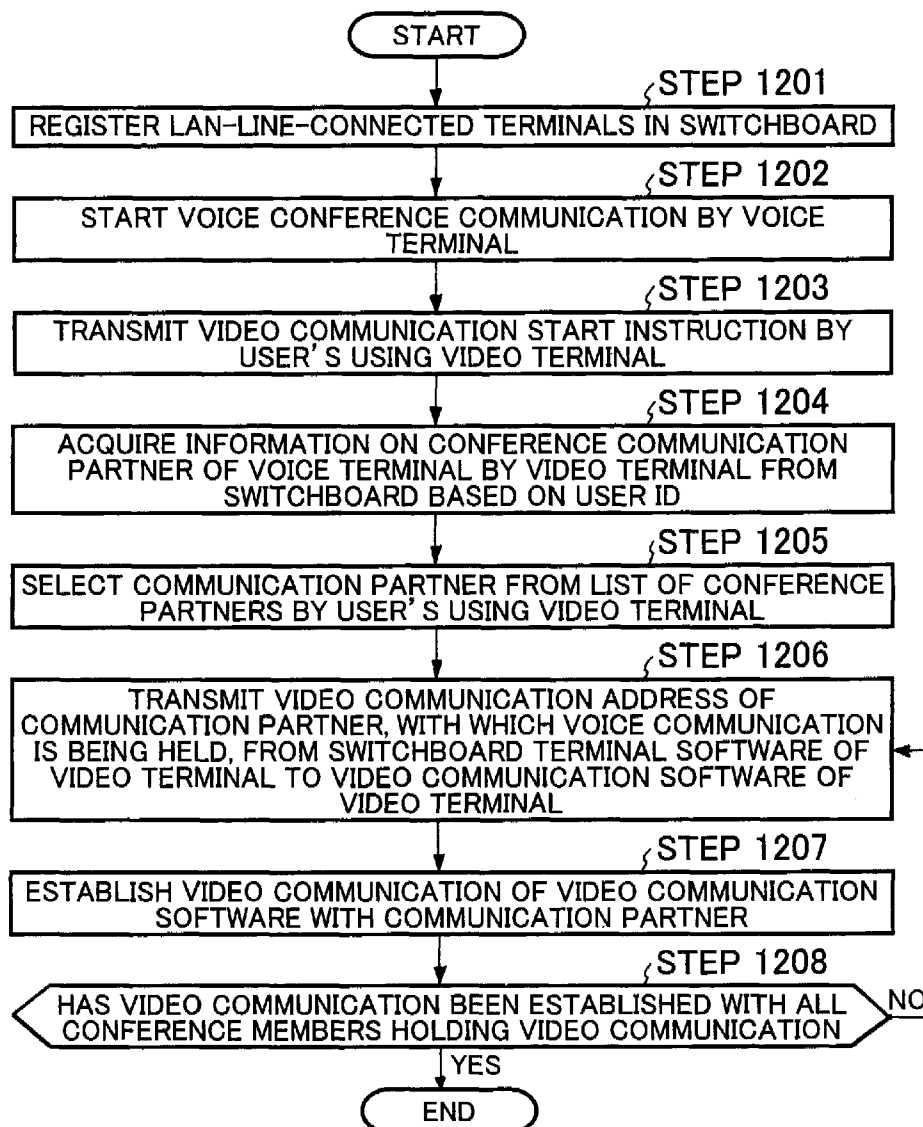 START
STEP 1201
REGISTER LAN-LINE-CONNECTED TERMINALS IN SWITCHBOARD
STEP 1202
START VOICE CONFERENCE COMMUNICATION BY VOICE
TERMINAL
STEP 1203
TRANSMIT VIDEO COMMUNICATION START INSTRUCTION BY
USER'S USING VIDEO TERMINAL
STEP 1204
ACQUIRE INFORMATION ON CONFERENCE COMMUNICATION
PARTNER OF VOICE TERMINAL BY VIDEO TERMINAL FROM
SWITCHBOARD BASED ON USER ID
STEP 1205
SELECT COMMUNICATION PARTNER FROM LIST OF CONFERENCE
PARTNERS BY USER'S USING VIDEO TERMINAL
STEP 1206
TRANSMIT VIDEO COMMUNICATION ADDRESS OF
COMMUNICATION PARTNER, WITH WHICH VOICE COMMUNICATION
IS BEING HELD, FROM SWITCHBOARD TERMINAL SOFTWARE OF
VIDEO TERMINAL TO VIDEO COMMUNICATION SOFTWARE OF
VIDEO TERMINAL
STEP 1207
ESTABLISH VIDEO COMMUNICATION OF VIDEO COMMUNICATION
SOFTWARE WITH COMMUNICATION PARTNER
STEP 1208
HAS VIDEO COMMUNICATION BEEN ESTABLISHED WITH ALL
CONFERENCE MEMBERS HOLDING VIDEO COMMUNICATION
NO
YES
END